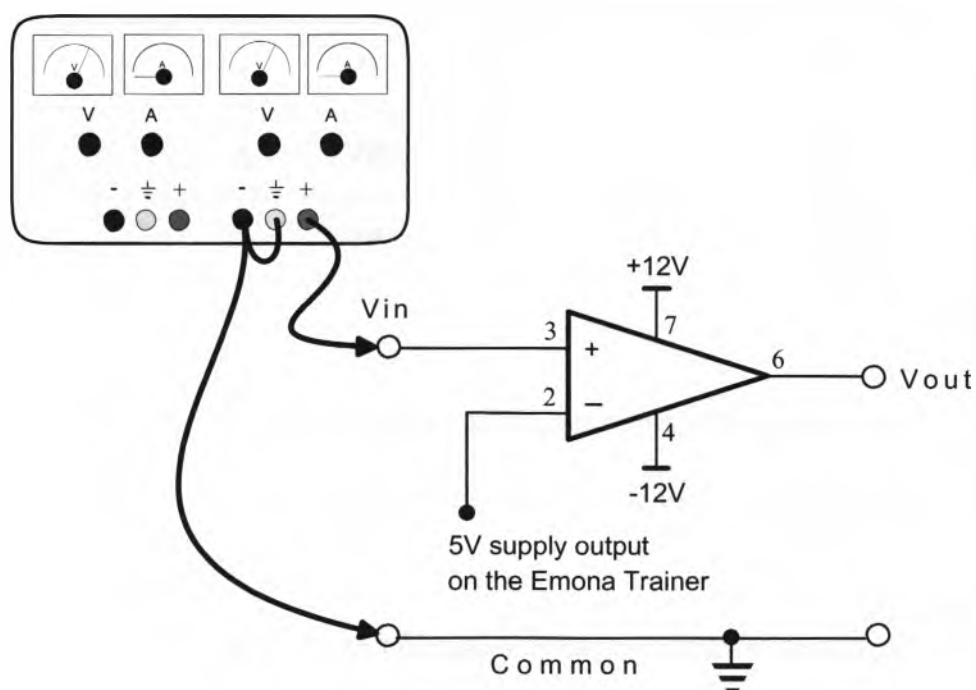 V A V A
V A V A
- + - +
+12V
Vin
7
3
+
6
Vout
2
–
4
-12V
5V supply output
on the Emona Trainer
Common